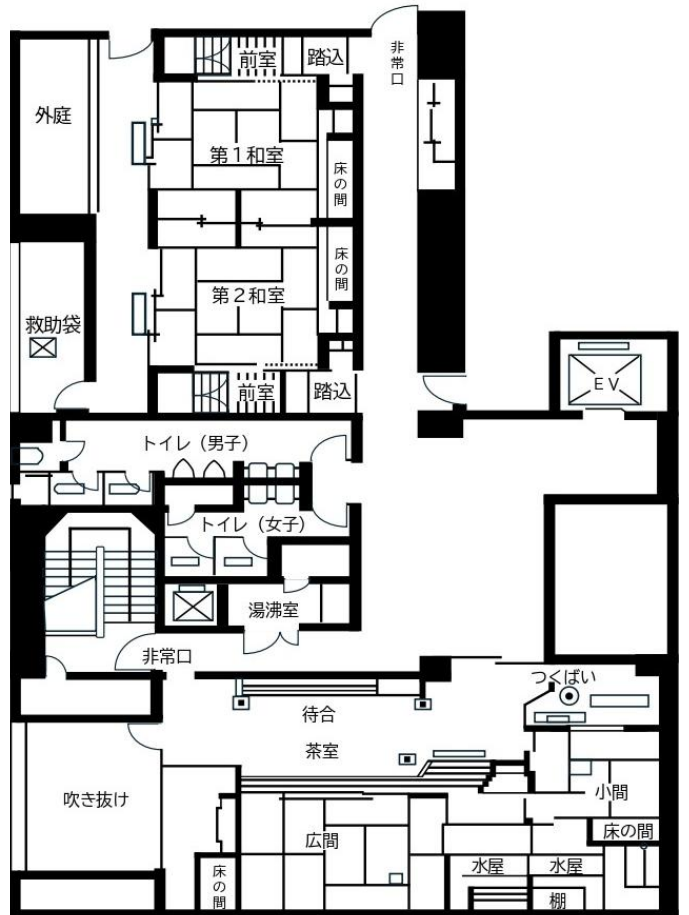 前室
踏込
非常口
外庭
第1和室
床の間
床の間
第2和室
救助袋
前室
踏込
EV
トイレ（男子）
トイレ（女子）
湯沸室
非常口
つくばい
待合
茶室
吹き抜け
小間
床の間
広間
水屋
水屋
床の間
棚